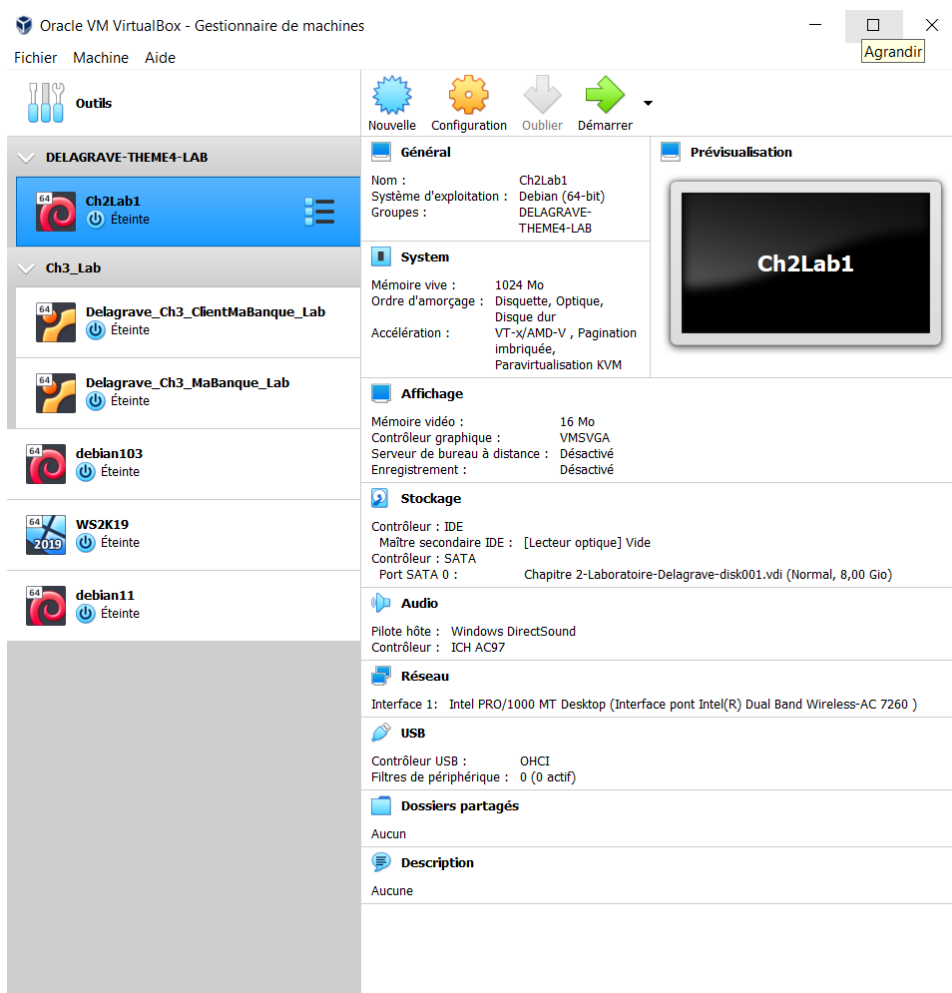 Oracle VM VirtualBox - Gestionnaire de machines
Agrandir
Fichier Machine Aide
Outils
Nouvelle Configuration Oublier Démarrer
DELAGRAVE-THEME4-LAB
64
Ch2Lab1
Éteinte
Ch3_Lab
64
Delagrave_Ch3_ClientMaBanque_Lab
Éteinte
64
Delagrave_Ch3_MaBanque_Lab
Éteinte
64
debian103
Éteinte
64
2019
WS2K19
Éteinte
64
debian11
Éteinte
Général
Nom : Ch2Lab1
Système d'exploitation : Debian (64-bit)
Groupes : DELAGRAVE-
THEME4-LAB
Prévisualisation
Ch2Lab1
System
Mémoire vive : 1024 Mo
Ordre d'amorçage : Disquette, Optique,
Disque dur
Accélération : VT-x/AMD-V , Pagination
imbriquée,
Paravirtualisation KVM
Affichage
Mémoire vidéo : 16 Mo
Contrôleur graphique : VMSVGA
Serveur de bureau à distance : Désactivé
Enregistrement : Désactivé
Stockage
Contrôleur : IDE
Maître secondaire IDE : [Lecteur optique] Vide
Contrôleur : SATA
Port SATA 0 : Chapitre 2-Laboratoire-Delagrave-disk001.vdi (Normal, 8,00 Gio)
Audio
Pilote hôte : Windows DirectSound
Contrôleur : ICH AC97
Réseau
Interface 1: Intel PRO/1000 MT Desktop (Interface pont Intel(R) Dual Band Wireless-AC 7260 )
USB
Contrôleur USB : OHCI
Filtres de périphérique : 0 (0 actif)
Dossiers partagés
Aucun
Description
Aucune